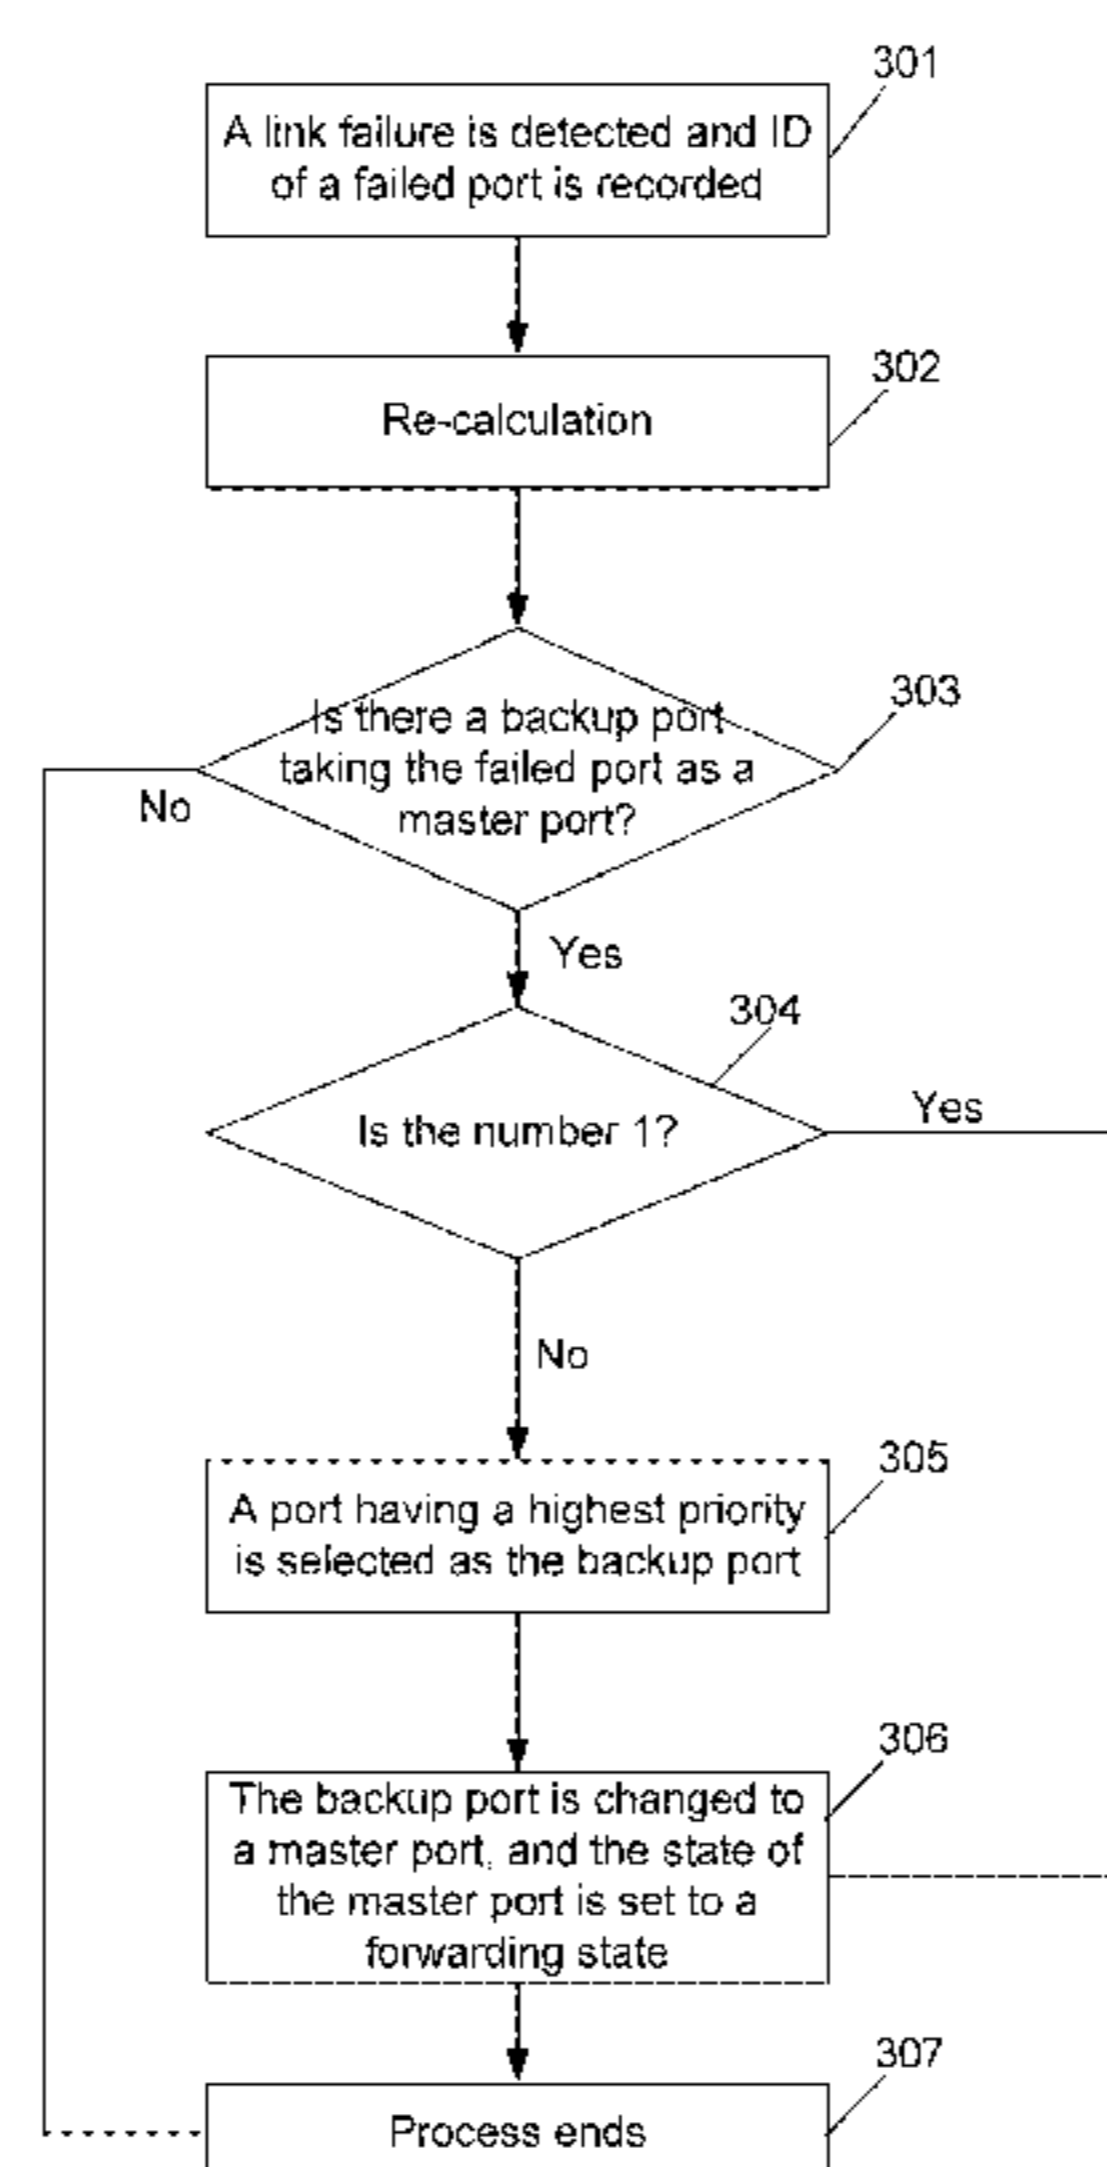 301
A link failure is detected and ID
of a failed port is recorded
302
Re-calculation
303
Is there a backup port
taking the failed port as a
master port?
No
Yes
304
Is the number 1?
Yes
No
305
A port having a highest priority
is selected as the backup port
306
The backup port is changed to
a master port, and the state of
the master port is set to a
forwarding state
307
Process ends